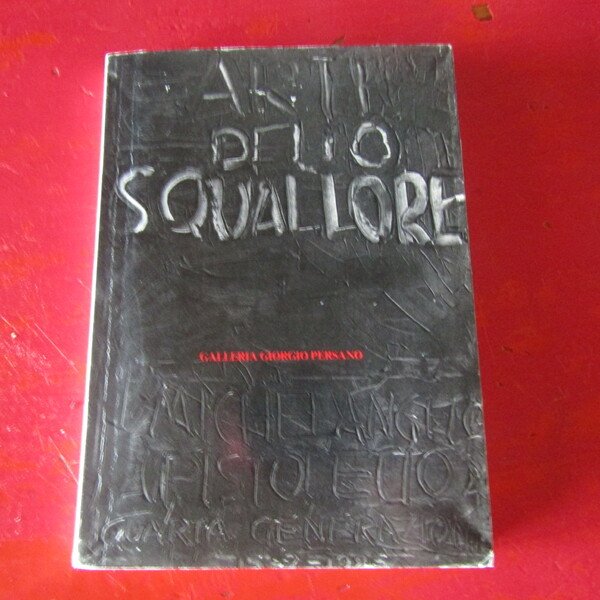 ARTE
DELLO
SQUALLORE
GALLERIA GIORGIO PERSANO
MICHELANGELO
PISTOLETTO
QUARTA GENERAZIONE